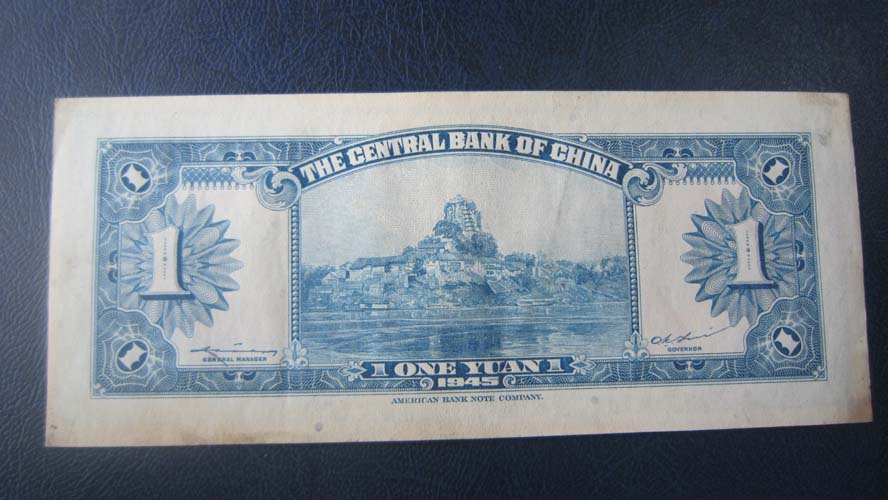 THE CENTRAL BANK OF CHINA
1
1
GENERAL MANAGER
GOVERNOR
1 ONE YUAN 1
1945
AMERICAN BANK NOTE COMPANY.